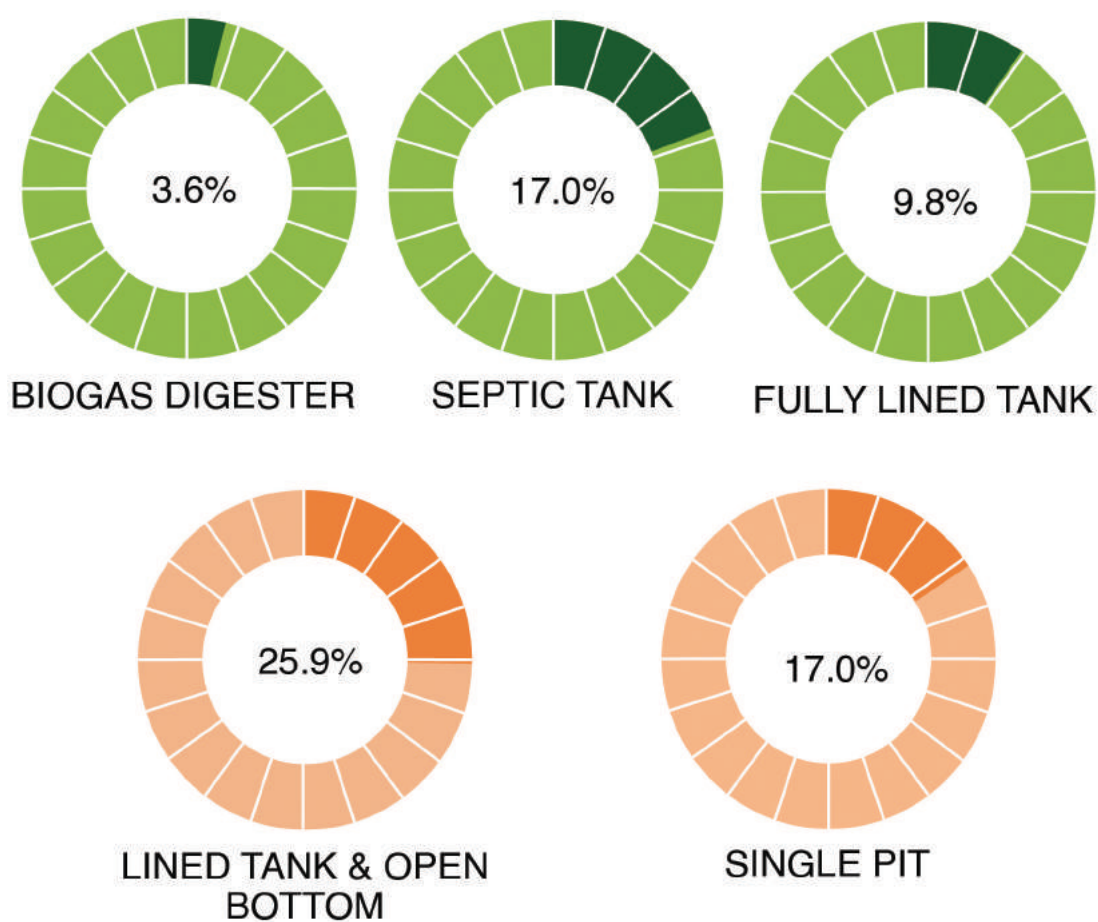 3.6%
17.0%
9.8%
BIOGAS DIGESTER
SEPTIC TANK
FULLY LINED TANK
25.9%
17.0%
LINED TANK & OPEN
BOTTOM
SINGLE PIT